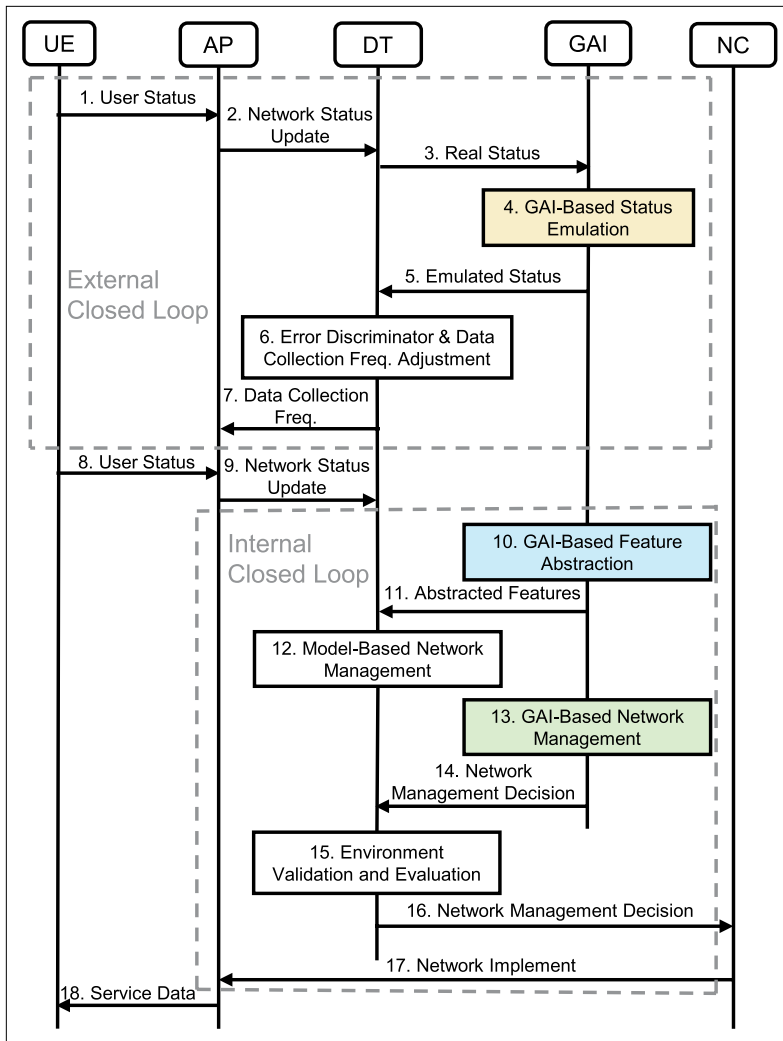 UE
AP
DT
GAI
NC
1. User Status
2. Network Status
Update
3. Real Status
4. GAI-Based Status
Emulation
5. Emulated Status
External
Closed Loop
6. Error Discriminator & Data
Collection Freq. Adjustment
7. Data Collection
Freq.
8. User Status
9. Network Status
Update
Internal
Closed Loop
10. GAI-Based Feature
Abstraction
11. Abstracted Features
12. Model-Based Network
Management
13. GAI-Based Network
Management
14. Network
Management Decision
15. Environment
Validation and Evaluation
16. Network Management Decision
17. Network Implement
18. Service Data